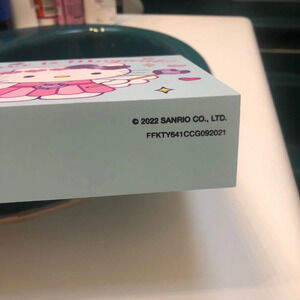 © 2022 SANRIO CO., LTD.
FFKTY641CCG092021